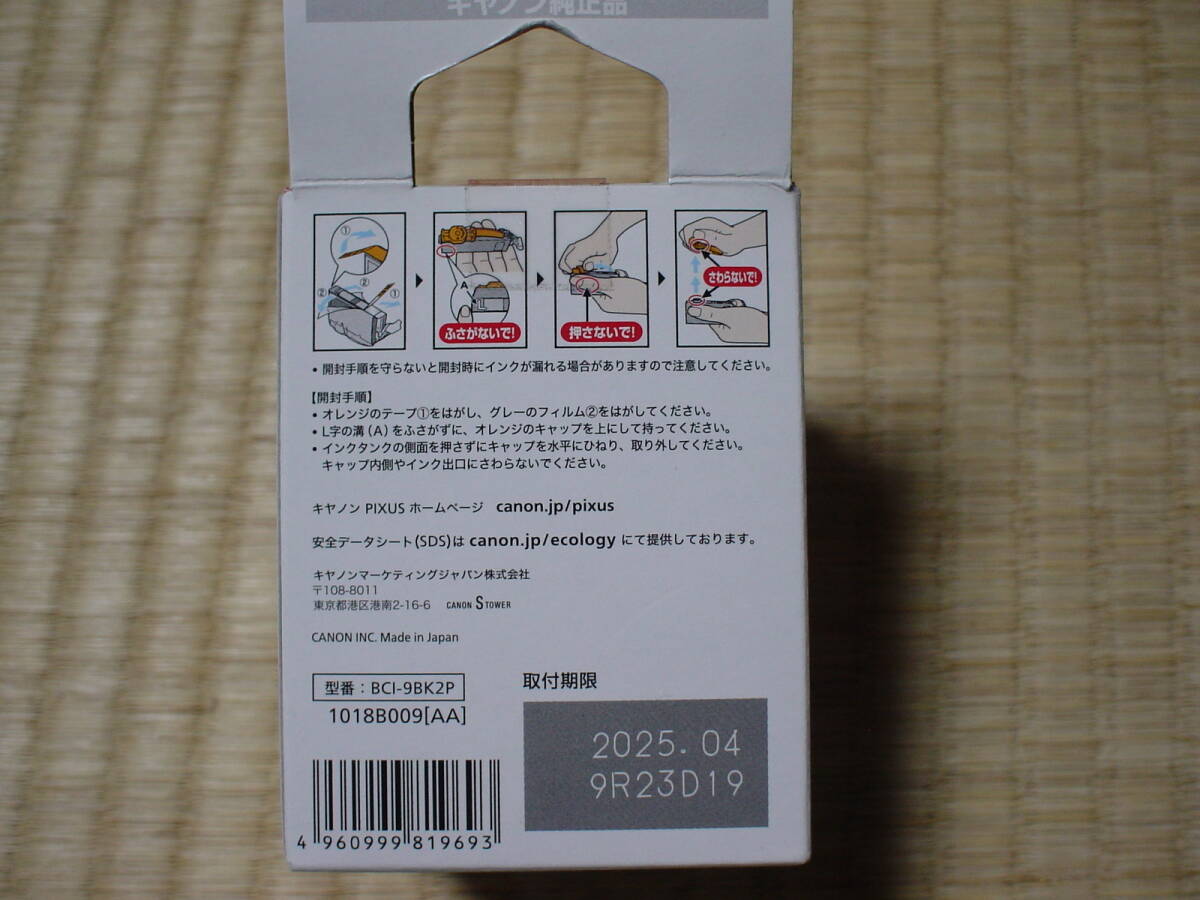 キヤノン純正品
① ② ② ①
A
ふさがないで!
押さないで!
さわらないで!
• 開封手順を守らないと開封時にインクが漏れる場合がありますので注意してください。
【開封手順】
• オレンジのテープ①をはがし、グレーのフィルム②をはがしてください。
• L字の溝(A)をふさがずに、オレンジのキャップを上にして持ってください。
• インクタンクの側面を押さずにキャップを水平にひねり、取り外してください。
キャップ内側やインク出口にさわらないでください。
キヤノン PIXUS ホームページ canon.jp/pixus
安全データシート(SDS)は canon.jp/ecology にて提供しております。
キヤノンマーケティングジャパン株式会社
〒108-8011
東京都港区港南2-16-6 CANON S TOWER
CANON INC. Made in Japan
型番:BCI-9BK2P
1018B009[AA]
取付期限
2025.04
9R23D19
4 960999 819693